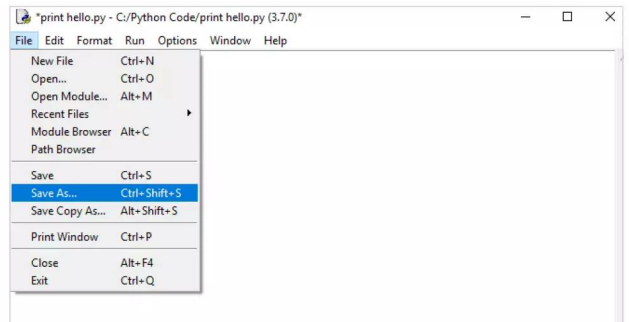 *print hello.py - C:/Python Code/print hello.py (3.7.0)*
File Edit Format Run Options Window Help
New File Ctrl+N
Open... Ctrl+O
Open Module... Alt+M
Recent Files
Module Browser Alt+C
Path Browser
Save Ctrl+S
Save As... Ctrl+Shift+S
Save Copy As... Alt+Shift+S
Print Window Ctrl+P
Close Alt+F4
Exit Ctrl+Q